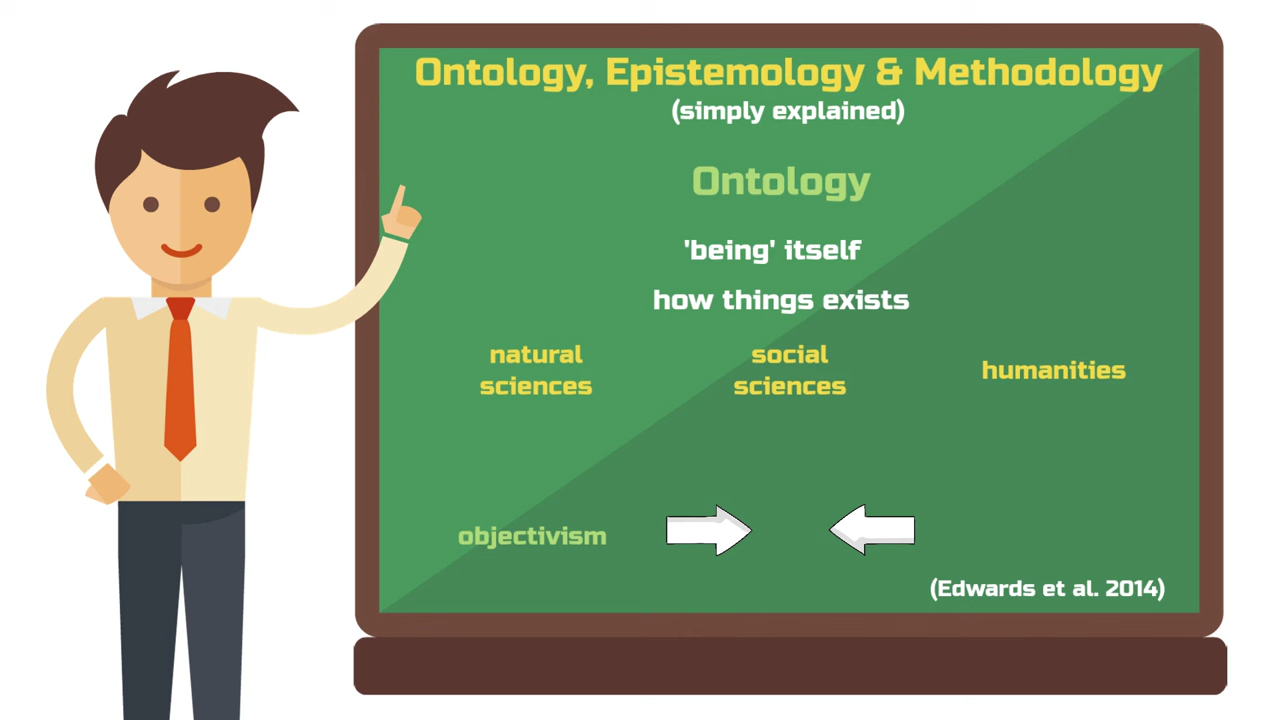 Ontology, Epistemology & Methodology
(simply explained)
Ontology
'being' itself
how things exists
natural
sciences
social
sciences
humanities
objectivism
(Edwards et al. 2014)